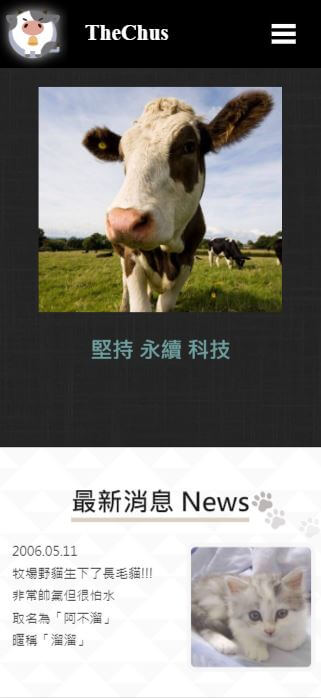 TheChus
堅持 永續 科技
最新消息 News
2006.05.11
牧場野貓生下了長毛貓!!!
非常帥氣但很怕水
取名為「阿不溜」
暱稱「溜溜」